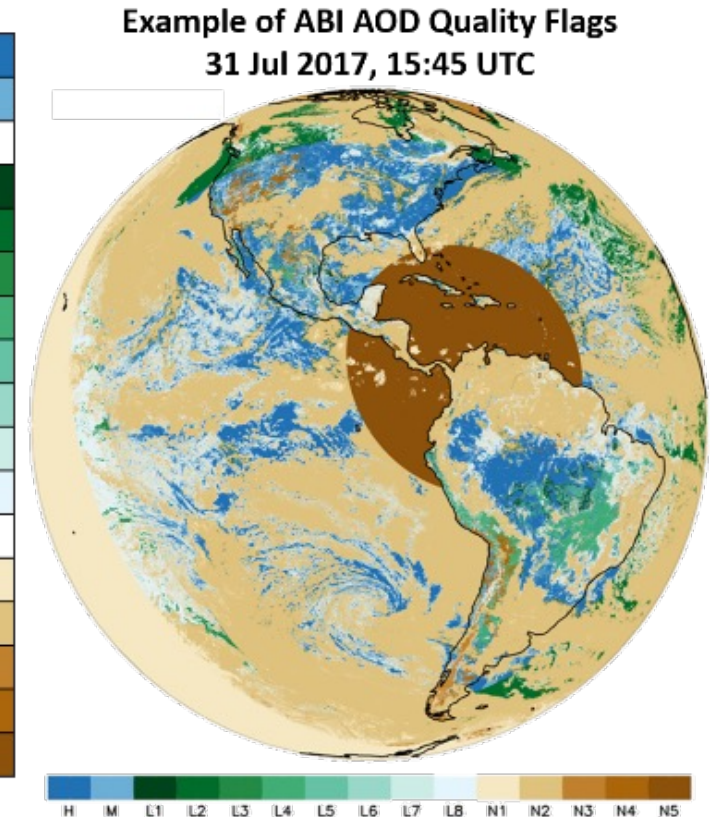 Example of ABI AOD Quality Flags
31 Jul 2017, 15:45 UTC
H M L1 L2 L3 L4 L5 L6 L7 L8 N1 N2 N3 N4 N5